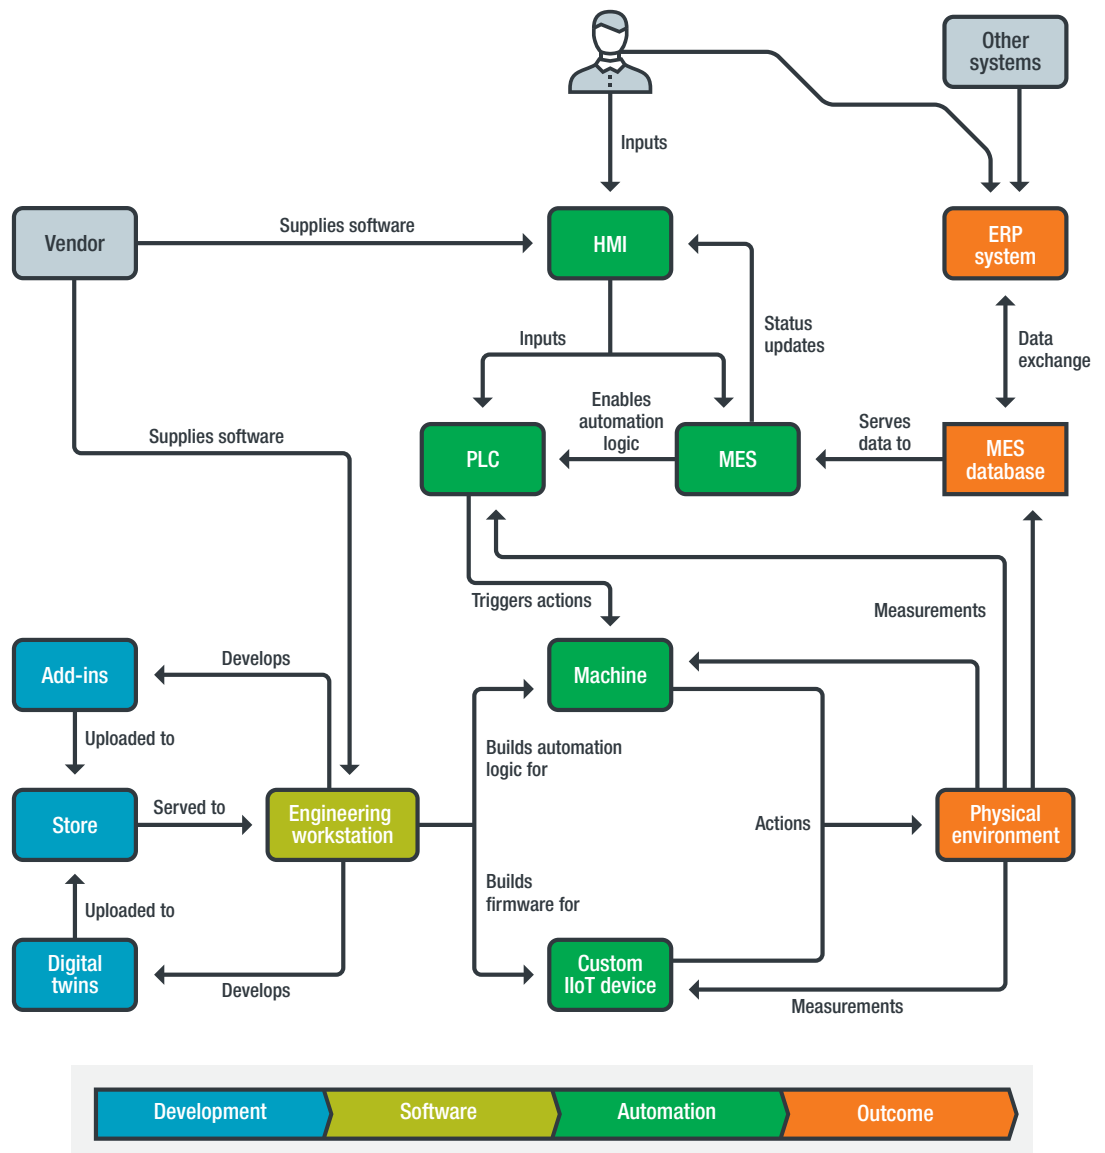 Other
systems
Inputs
Vendor
Supplies software
HMI
ERP
system
Inputs
Status
updates
Data
exchange
Supplies software
PLC
Enables
automation
logic
MES
Serves
data to
MES
database
Triggers actions
Measurements
Add-ins
Develops
Machine
Uploaded to
Builds automation
logic for
Store
Served to
Engineering
workstation
Actions
Physical
environment
Uploaded to
Builds
firmware for
Digital
twins
Develops
Custom
IIoT device
Measurements
Development
Software
Automation
Outcome